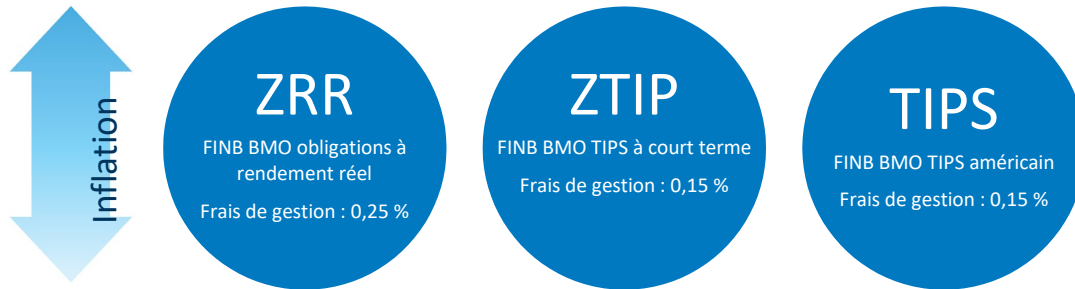 Inflation
ZRR
FINB BMO obligations à
rendement réel
Frais de gestion : 0,25 %
ZTIP
FINB BMO TIPS à court terme
Frais de gestion : 0,15 %
TIPS
FINB BMO TIPS américain
Frais de gestion : 0,15 %